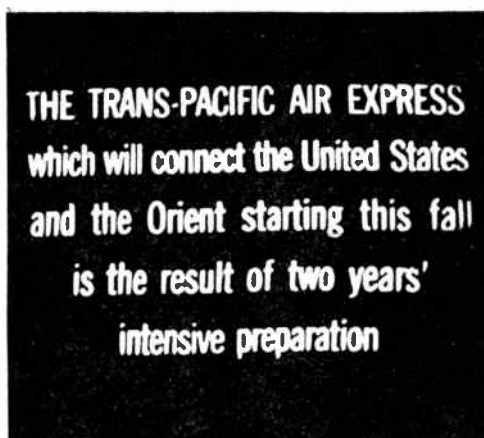 THE TRANS-PACIFIC AIR EXPRESS
which will connect the United States
and the Orient starting this fall
is the result of two years'
intensive preparation